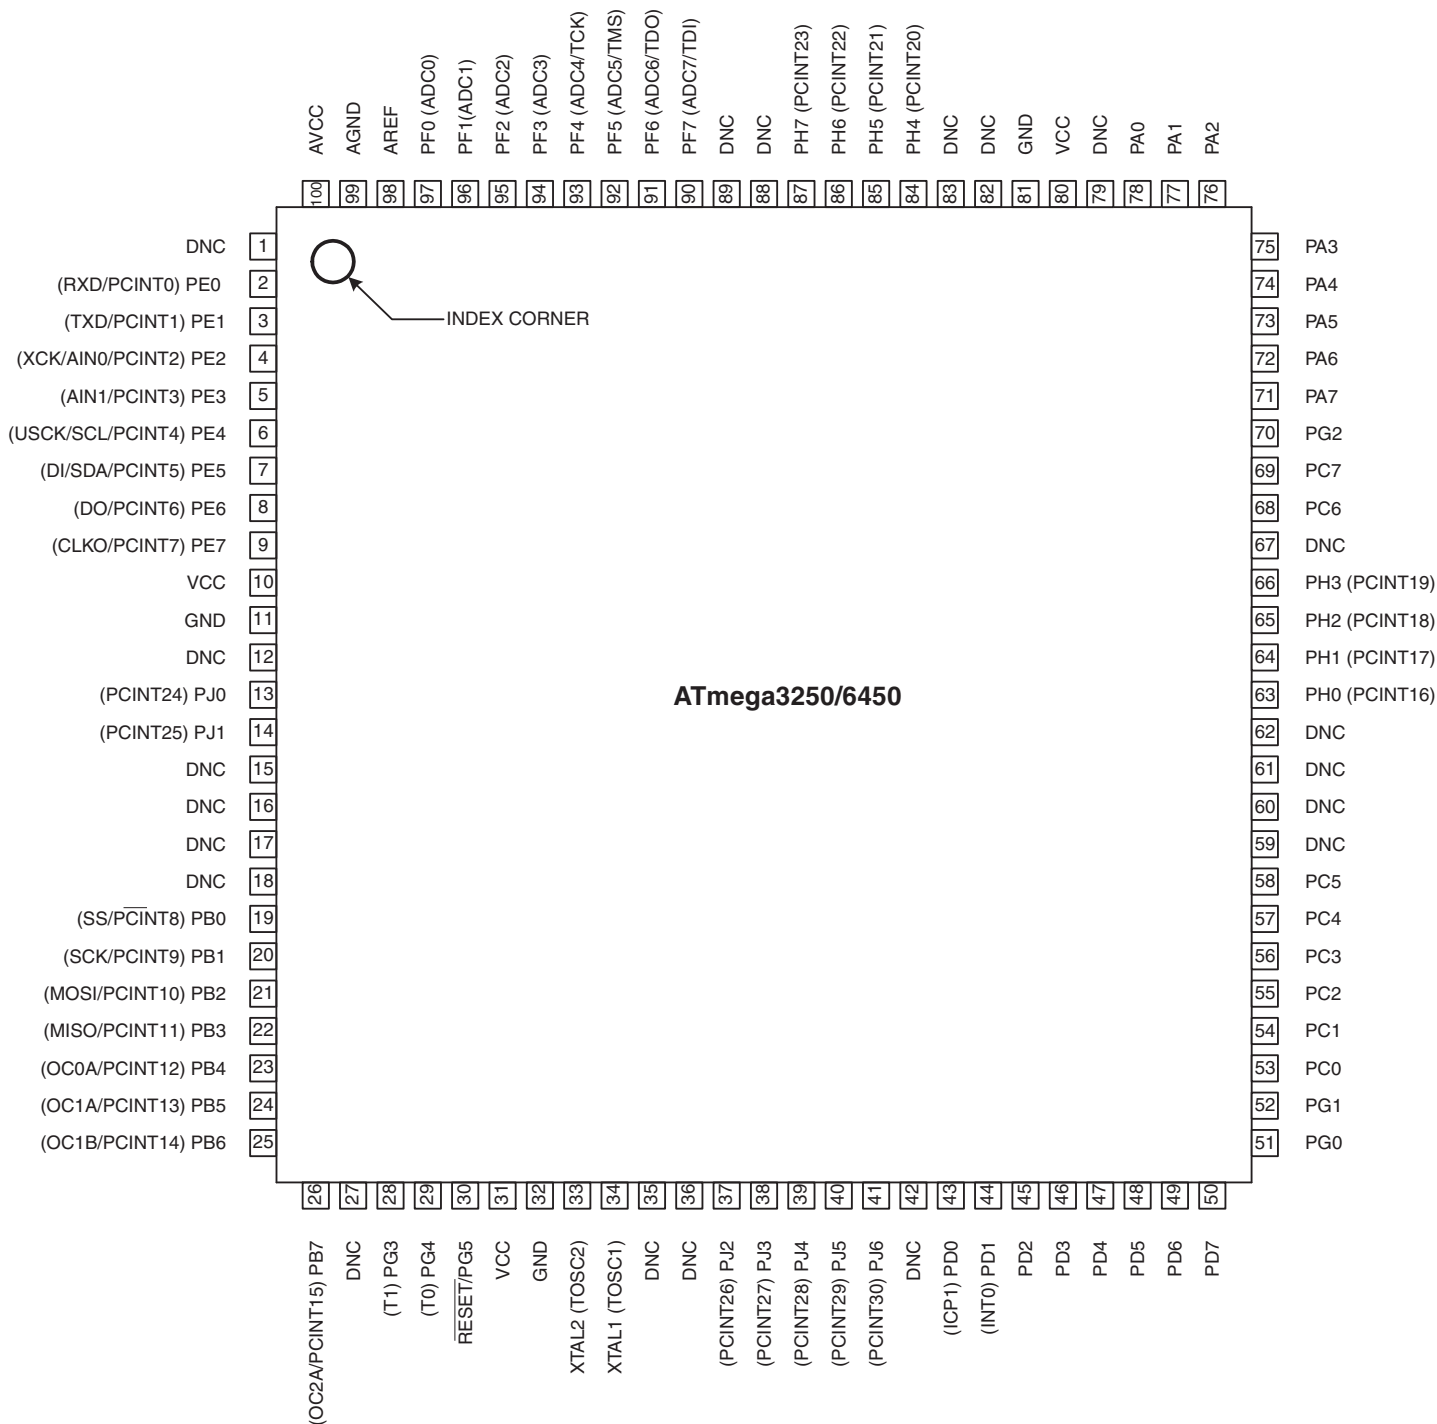 AVCC
AGND
AREF
PF0 (ADC0)
PF1(ADC1)
PF2 (ADC2)
PF3 (ADC3)
PF4 (ADC4/TCK)
PF5 (ADC5/TMS)
PF6 (ADC6/TDO)
PF7 (ADC7/TDI)
DNC
DNC
PH7 (PCINT23)
PH6 (PCINT22)
PH5 (PCINT21)
PH4 (PCINT20)
DNC
DNC
GND
VCC
DNC
PA0
PA1
PA2
100
99
98
97
96
95
94
93
92
91
90
89
88
87
86
85
84
83
82
81
80
79
78
77
76
DNC 1
(RXD/PCINT0) PE0 2
(TXD/PCINT1) PE1 3
(XCK/AIN0/PCINT2) PE2 4
(AIN1/PCINT3) PE3 5
(USCK/SCL/PCINT4) PE4 6
(DI/SDA/PCINT5) PE5 7
(DO/PCINT6) PE6 8
(CLKO/PCINT7) PE7 9
VCC 10
GND 11
DNC 12
(PCINT24) PJ0 13
(PCINT25) PJ1 14
DNC 15
DNC 16
DNC 17
DNC 18
(SS/PCINT8) PB0 19
(SCK/PCINT9) PB1 20
(MOSI/PCINT10) PB2 21
(MISO/PCINT11) PB3 22
(OC0A/PCINT12) PB4 23
(OC1A/PCINT13) PB5 24
(OC1B/PCINT14) PB6 25
INDEX CORNER
ATmega3250/6450
75 PA3
74 PA4
73 PA5
72 PA6
71 PA7
70 PG2
69 PC7
68 PC6
67 DNC
66 PH3 (PCINT19)
65 PH2 (PCINT18)
64 PH1 (PCINT17)
63 PH0 (PCINT16)
62 DNC
61 DNC
60 DNC
59 DNC
58 PC5
57 PC4
56 PC3
55 PC2
54 PC1
53 PC0
52 PG1
51 PG0
26
27
28
29
30
31
32
33
34
35
36
37
38
39
40
41
42
43
44
45
46
47
48
49
50
(OC2A/PCINT15) PB7
DNC
(T1) PG3
(T0) PG4
RESET/PG5
VCC
GND
XTAL2 (TOSC2)
XTAL1 (TOSC1)
DNC
DNC
(PCINT26) PJ2
(PCINT27) PJ3
(PCINT28) PJ4
(PCINT29) PJ5
(PCINT30) PJ6
DNC
(ICP1) PD0
(INT0) PD1
PD2
PD3
PD4
PD5
PD6
PD7